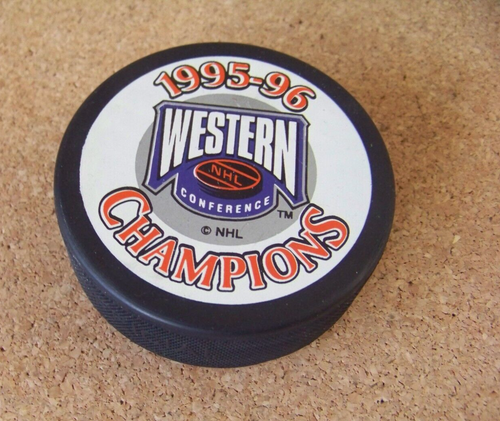 1995-96
WESTERN
NHL
CONFERENCE
TM
© NHL
CHAMPIONS